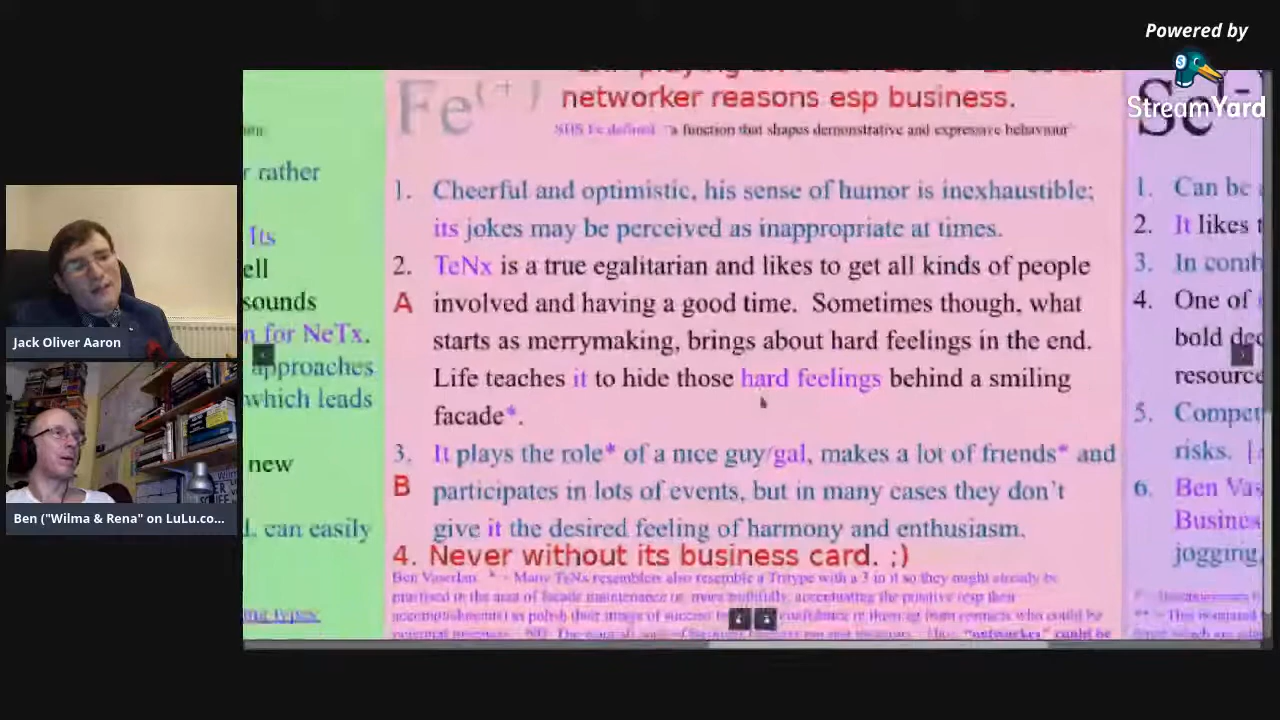 Powered by
StreamYard
Fe(+)
networker reasons esp business.
"a function that shapes demonstrative and expressive behaviour"
1. Cheerful and optimistic, his sense of humor is inexhaustible;
its jokes may be perceived as inappropriate at times.
2. TeNx is a true egalitarian and likes to get all kinds of people
A involved and having a good time. Sometimes though, what
starts as merrymaking, brings about hard feelings in the end.
Life teaches it to hide those hard feelings behind a smiling
facade*.
3. It plays the role* of a nice guy/gal, makes a lot of friends* and
B participates in lots of events, but in many cases they don't
give it the desired feeling of harmony and enthusiasm.
4. Never without its business card. ;)
r rather
Its
ell
sounds
n for NeTx.
approaches
which leads
new
d. can easily
ing types:
1. Can be
2. It likes t
3. In comb
4. One of
bold dec
resource
5. Compet
risks.
6. Ben Vas
Busines
jogging,
Jack Oliver Aaron
Ben ("Wilma & Rena" on LuLu.co...